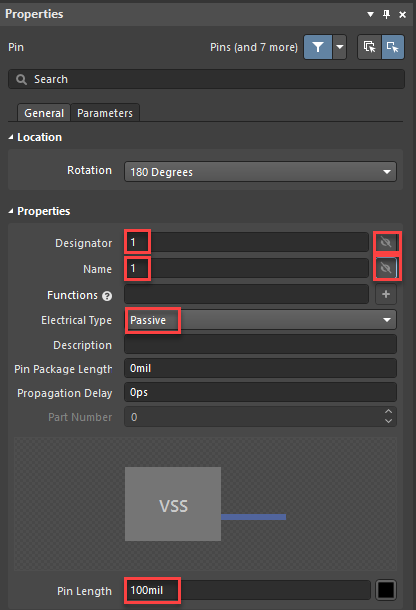 Properties
Pin Pins (and 7 more)
Search
General Parameters
Location
Rotation 180 Degrees
Properties
Designator 1
Name 1
Functions ?
Electrical Type Passive
Description
Pin Package Length 0mil
Propagation Delay 0ps
Part Number 0
VSS
Pin Length 100mil